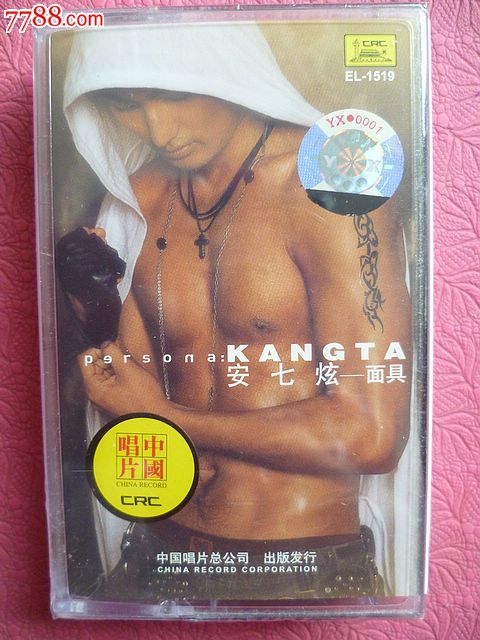 7788.com
CRC
EL-1519
YX●0001
YX
persona:KANGTA
安七炫—面具
中國
唱片
CHINA RECORD
CRC
中国唱片总公司 出版发行
CHINA RECORD CORPORATION